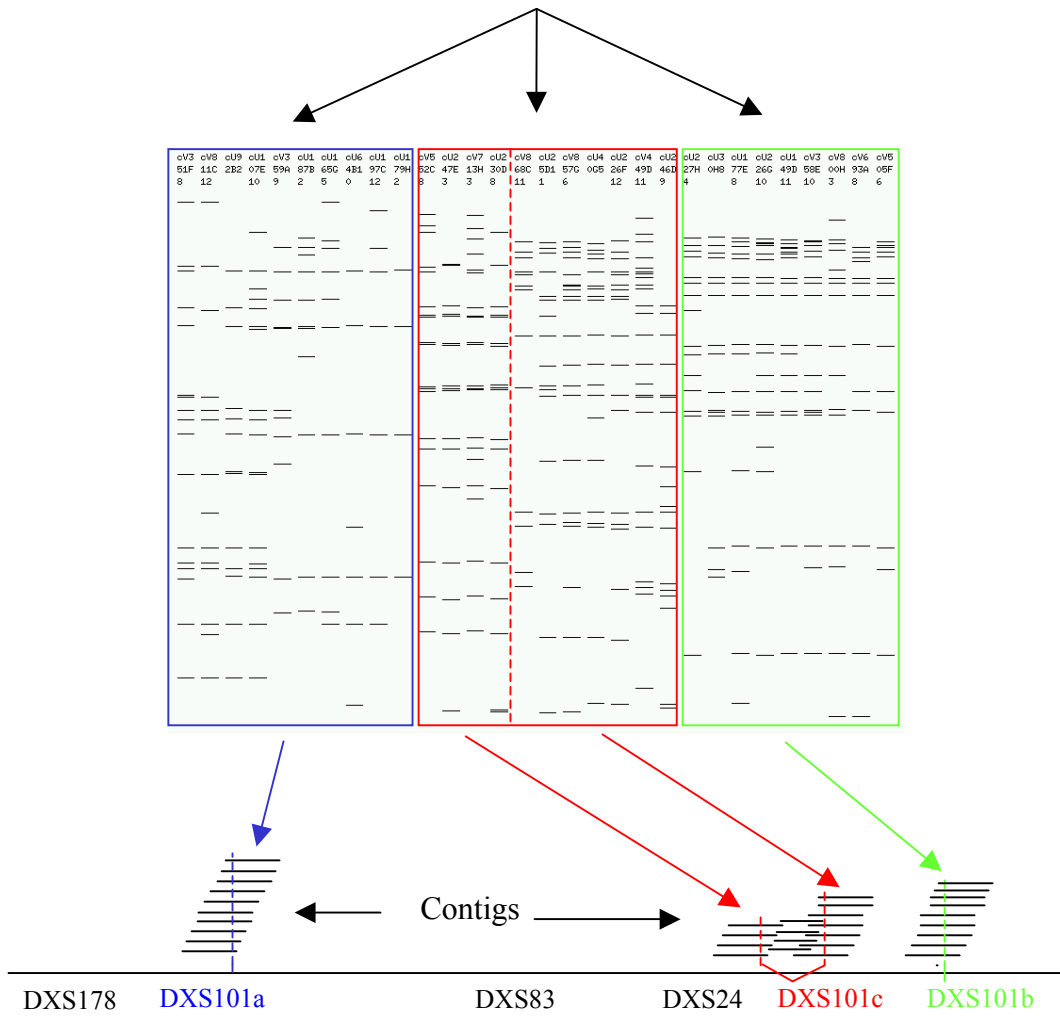 cV3 cV8 cU9 cU1 cV3 cU1 cU1 cU6 cU1 cU1 cV5 cU2 cV7 cU2 cV8 cU2 cV8 cU4 cU2 cV4 cU2 cU2 cU3 cU1 cU2 cU1 cV3 cV8 cV6 cV5
51F 11C 2B2 07E 59A 87B 65G 4B1 97C 79H 52C 47E 13H 30D 68C 5D1 57G 0G5 26F 49D 46D 27H 0H8 77E 26G 49D 58E 00H 93A 05F
8 12 10 9 2 5 0 12 2 8 3 3 8 11 1 6 12 11 9 4 8 10 11 10 3 8 6
Contigs
DXS178 DXS101a DXS83 DXS24 DXS101c DXS101b